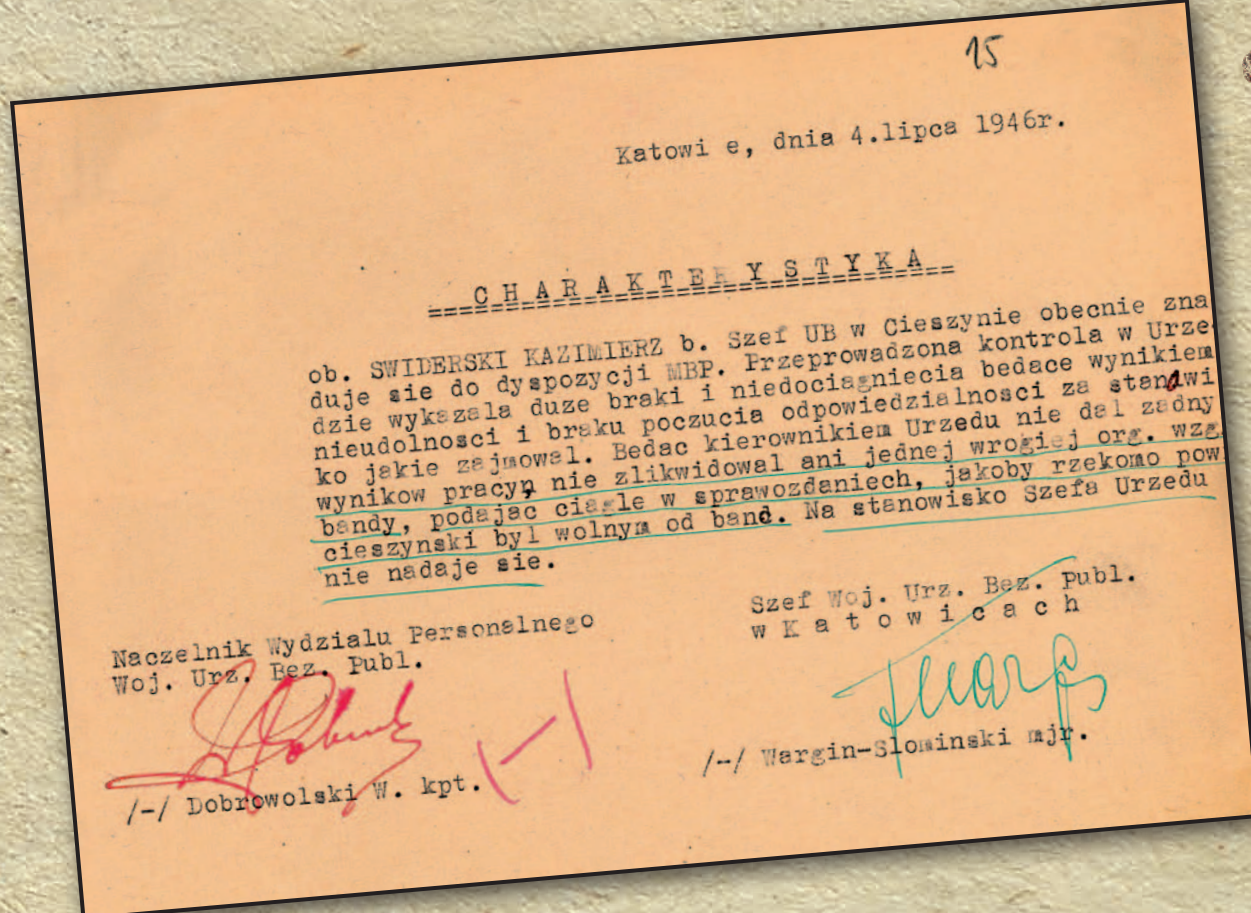 15
Katowi e, dnia 4.lipca 1946r.
C H A R A K T E R Y S T Y K A
ob. SWIDERSKI KAZIMIERZ b. Szef UB w Cieszynie obecnie zna
duje sie do dyspozycji MBP. Przeprowadzona kontrola w Urze-
dzie wykazala duze braki i niedociagniecia bedace wynikiem
nieudolnosci i braku poczucia odpowiedzialnosci za stanowi
ko jakie zajmowal. Bedac kierownikiem Urzedu nie dal zadny
wynikow pracy, nie zlikwidowal ani jednej wrogiej org. wzg.
bandy, podajac ciagle w sprawozdaniech, jakoby rzekomo pow
cieszynski byl wolnym od band. Na stanowisko Szefa Urzedu
nie nadaje sie.
Naczelnik Wydzialu Personalnego
Woj. Urz. Bez. Publ.
/-/ Dobrowolski W. kpt.
Szef Woj. Urz. Bez. Publ.
w K a t o w i c a c h
/-/ Wargin-Slominski mjr.